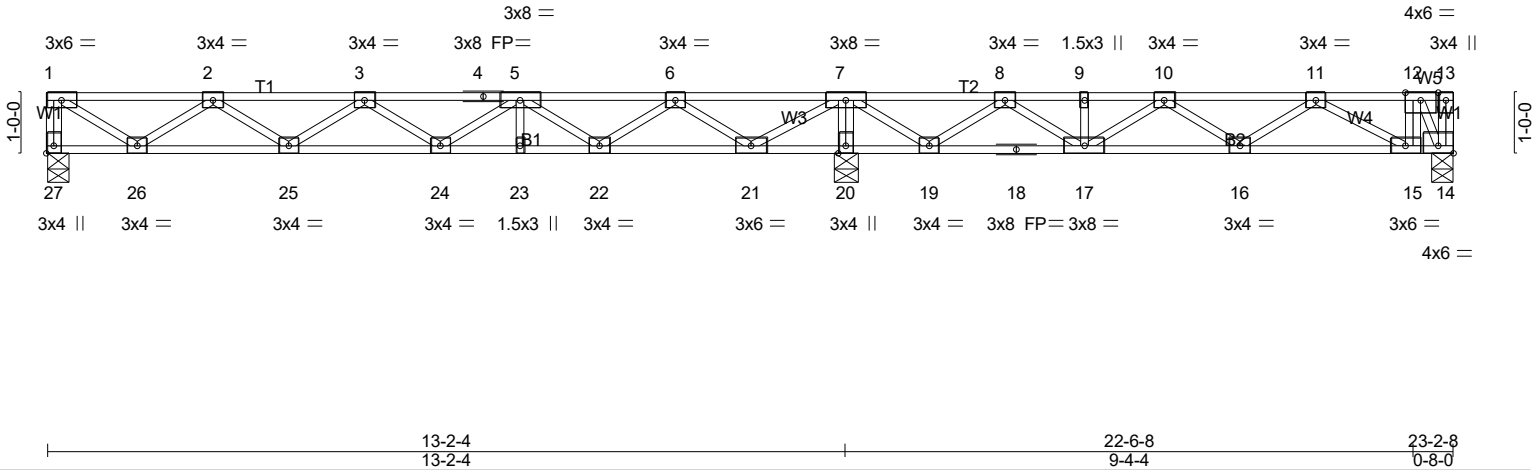 3x8 = 4x6 =
3x6 = 3x4 = 3x4 = 3x8 FP= 3x4 = 3x8 = 3x4 = 1.5x3 || 3x4 = 3x4 = 3x4 ||
1 2 3 4 5 6 7 8 9 10 11 12 13
W5
T1 T2
1-0-0 W1 W3 W4 W1 1-0-0
B1 B2
27 26 25 24 23 22 21 20 19 18 17 16 15 14
3x4 || 3x4 = 3x4 = 3x4 = 1.5x3 || 3x4 = 3x6 = 3x4 || 3x4 = 3x8 FP= 3x8 = 3x4 = 3x6 =
4x6 =
13-2-4 22-6-8 23-2-8
13-2-4 9-4-4 0-8-0